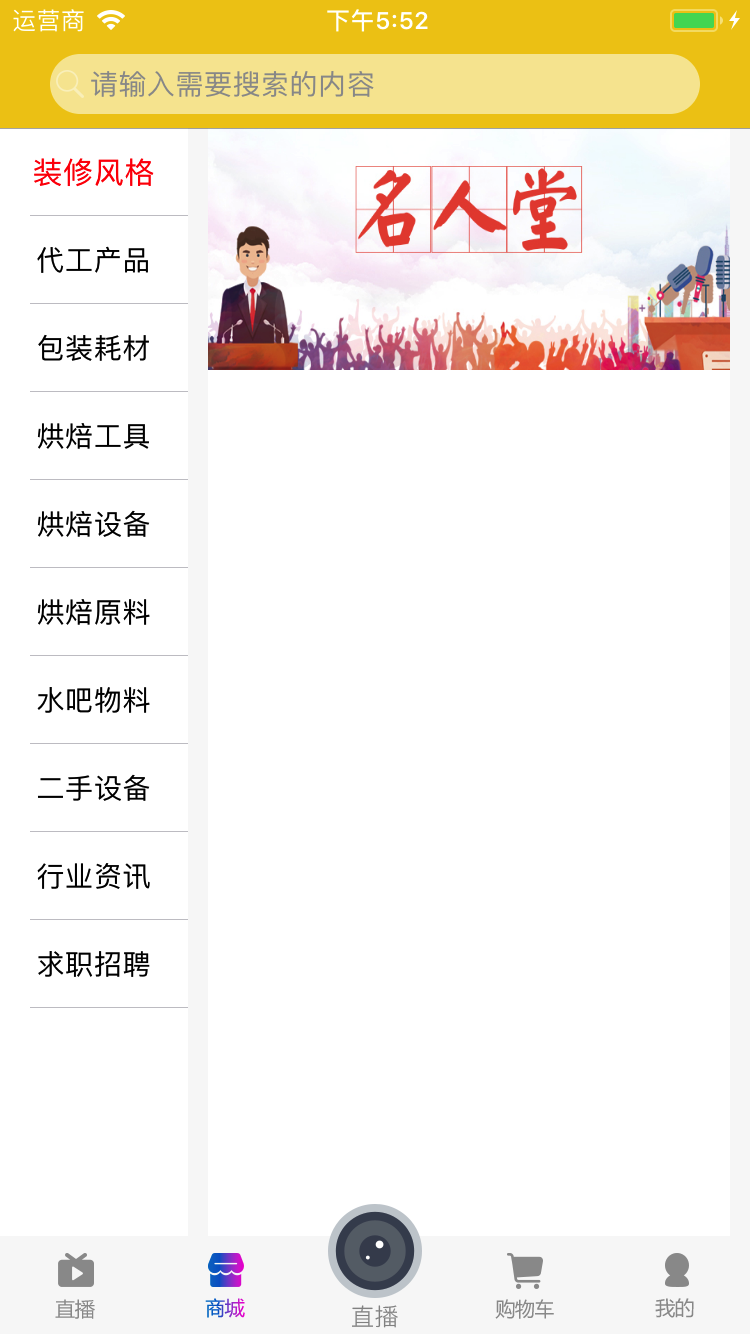 运营商 下午5:52
请输入需要搜索的内容
装修风格
代工产品
包装耗材
烘焙工具
烘焙设备
烘焙原料
水吧物料
二手设备
行业资讯
求职招聘
名人堂
直播 商城 直播 购物车 我的